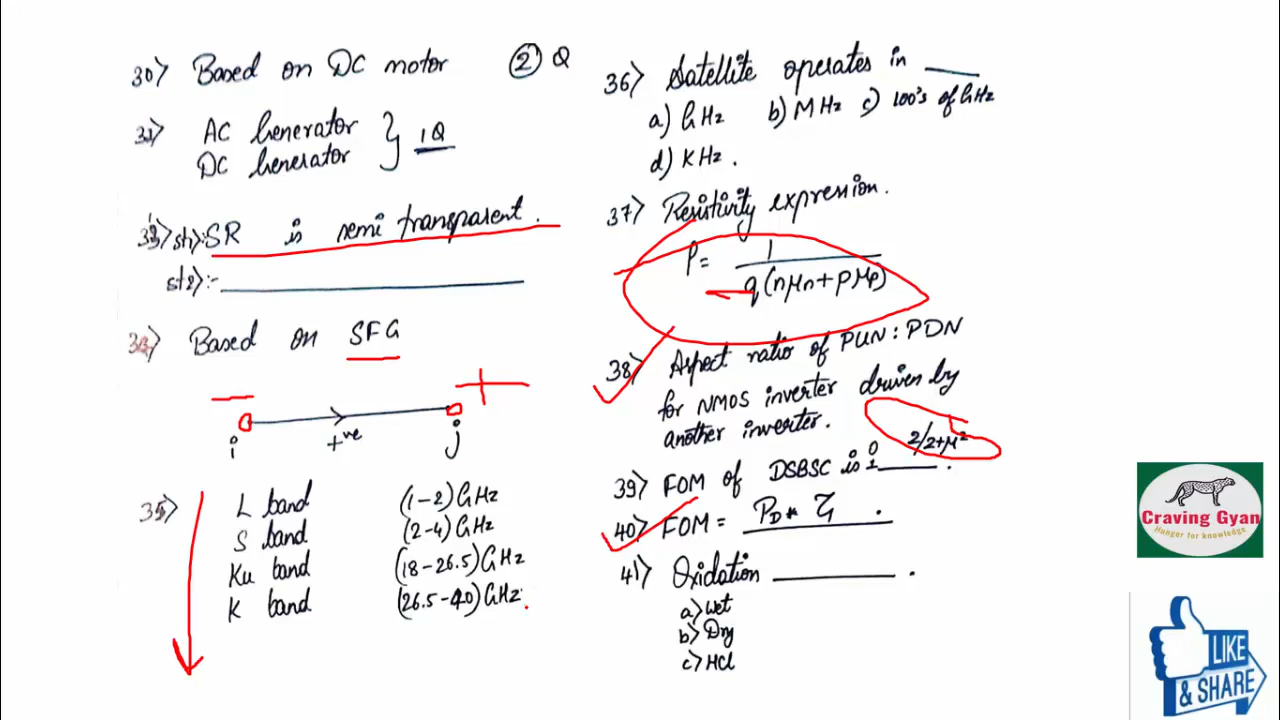 30) Based on DC motor ② Q
31) AC Generator } 1Q
DC Generator
33) st1):- SR is semi transparent.
st2):- ____
34) Based on SFG
i +ve j
35) L band (1-2) GHz
S band (2-4) GHz
Ku band (18-26.5) GHz
K band (26.5-40) GHz
36) Satellite operates in ____
a) GHz b) MHz c) 100's of GHz
d) KHz.
37) Resistivity expression.
ρ = 1/q(nμn+pμp)
38) Aspect ratio of PUN : PDN
for NMOS inverter driven by
another inverter.
39) FOM of DSBSC is ____. 2/2+μ²
40) FOM = PD * τ.
41) Oxidation ____.
a) Wet
b) Dry
c) HCl
Craving Gyan
Hunger for knowledge
LIKE
& SHARE